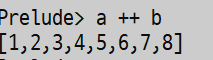 Prelude> a ++ b
[1,2,3,4,5,6,7,8]